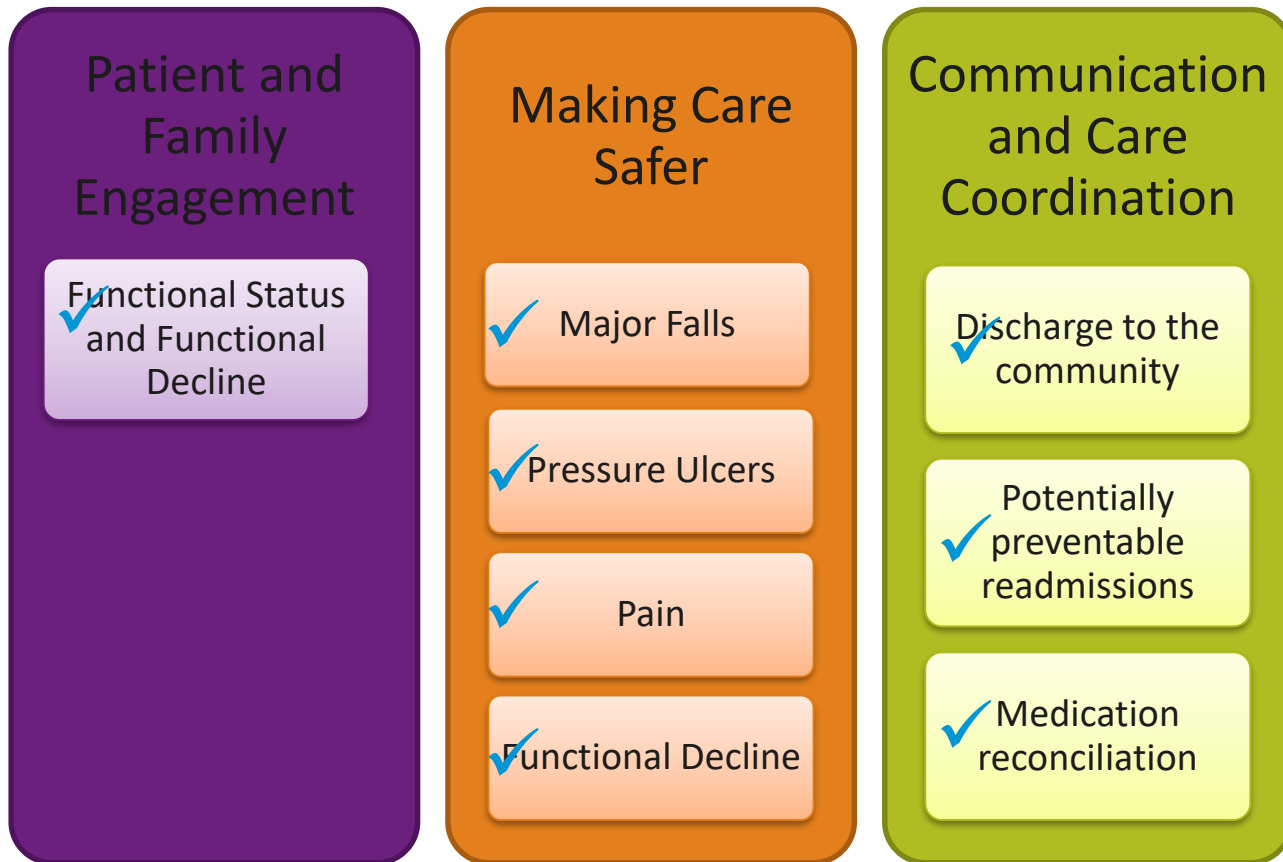 Patient and
Family
Engagement
Functional Status
and Functional
Decline
Making Care
Safer
Major Falls
Pressure Ulcers
Pain
Functional Decline
Communication
and Care
Coordination
Discharge to the
community
Potentially
preventable
readmissions
Medication
reconciliation